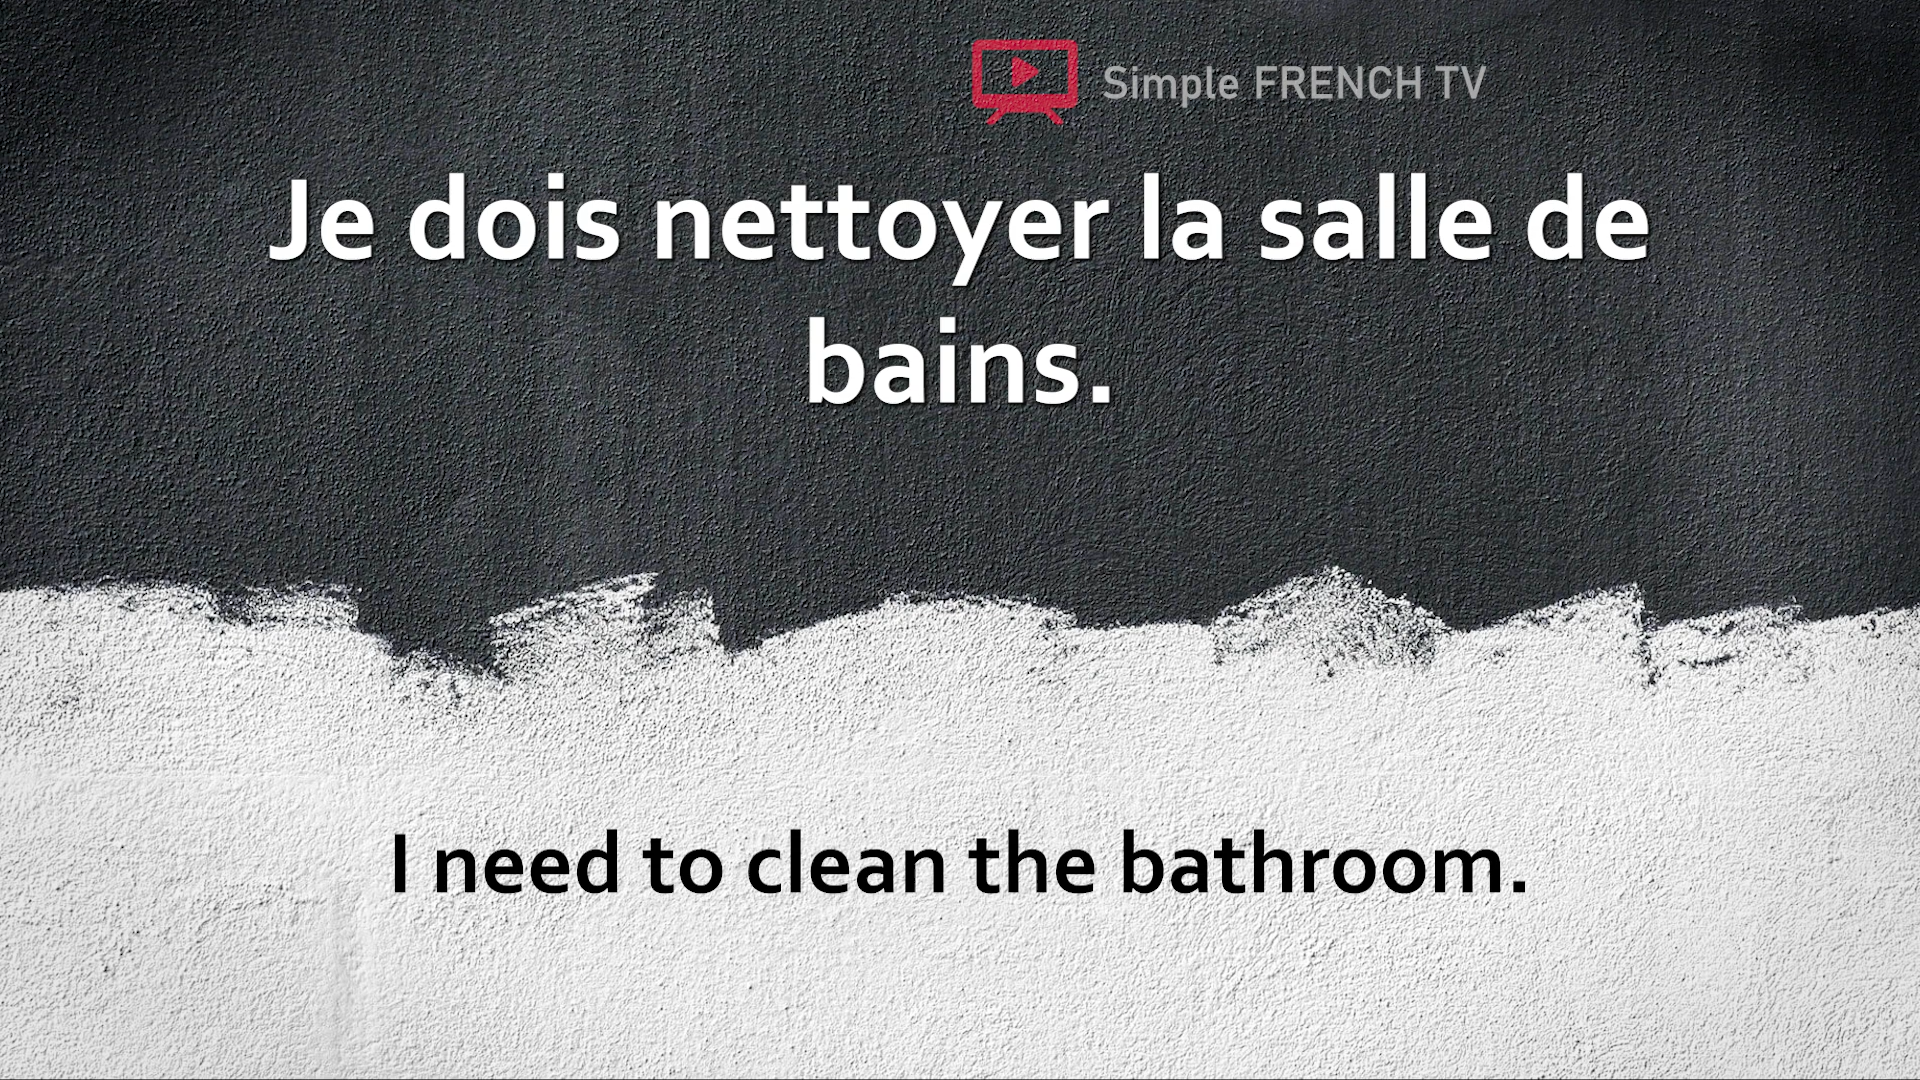 Simple FRENCH TV
Je dois nettoyer la salle de
bains.
I need to clean the bathroom.